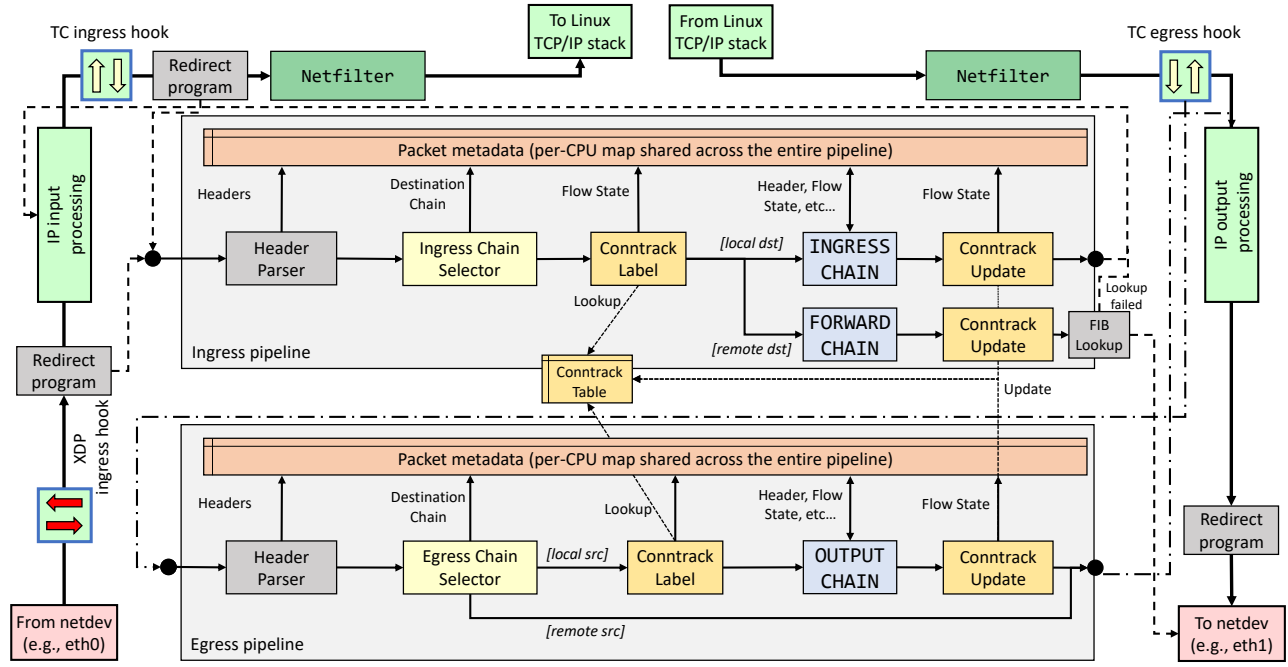 TC ingress hook
To Linux
TCP/IP stack
From Linux
TCP/IP stack
TC egress hook
Redirect
program
Netfilter
Netfilter
Packet metadata (per-CPU map shared across the entire pipeline)
Headers
Destination
Chain
Flow State
Header, Flow
State, etc...
Flow State
IP input
processing
IP output
processing
Header
Parser
Ingress Chain
Selector
Conntrack
Label
[local dst]
INGRESS
CHAIN
Conntrack
Update
Lookup
Lookup
failed
[remote dst]
FORWARD
CHAIN
Conntrack
Update
FIB
Lookup
Ingress pipeline
Redirect
program
Conntrack
Table
Update
XDP
ingress hook
Packet metadata (per-CPU map shared across the entire pipeline)
Headers
Destination
Chain
Lookup
Header, Flow
State, etc...
Flow State
Redirect
program
Header
Parser
Egress Chain
Selector
[local src]
Conntrack
Label
OUTPUT
CHAIN
Conntrack
Update
[remote src]
Egress pipeline
From netdev
(e.g., eth0)
To netdev
(e.g., eth1)